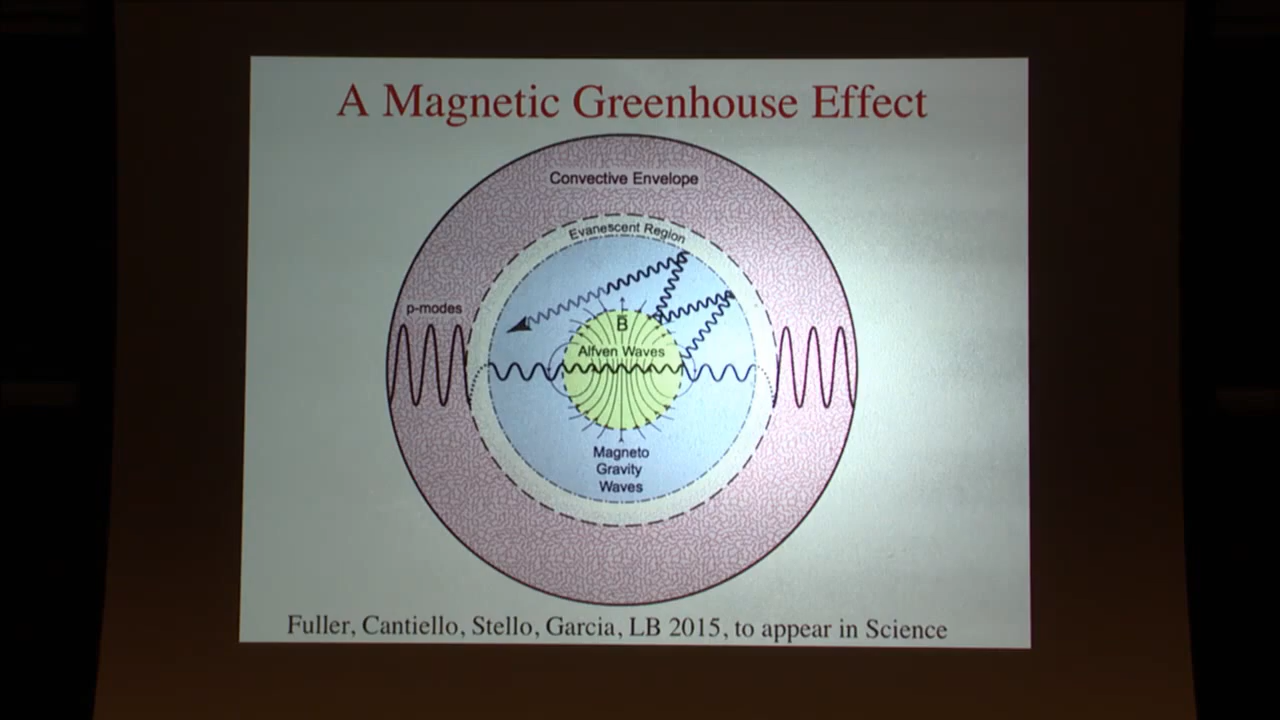 A Magnetic Greenhouse Effect
Convective Envelope
Evanescent Region
p-modes
B
Alfven Waves
Magneto
Gravity
Waves
Fuller, Cantiello, Stello, Garcia, LB 2015, to appear in Science